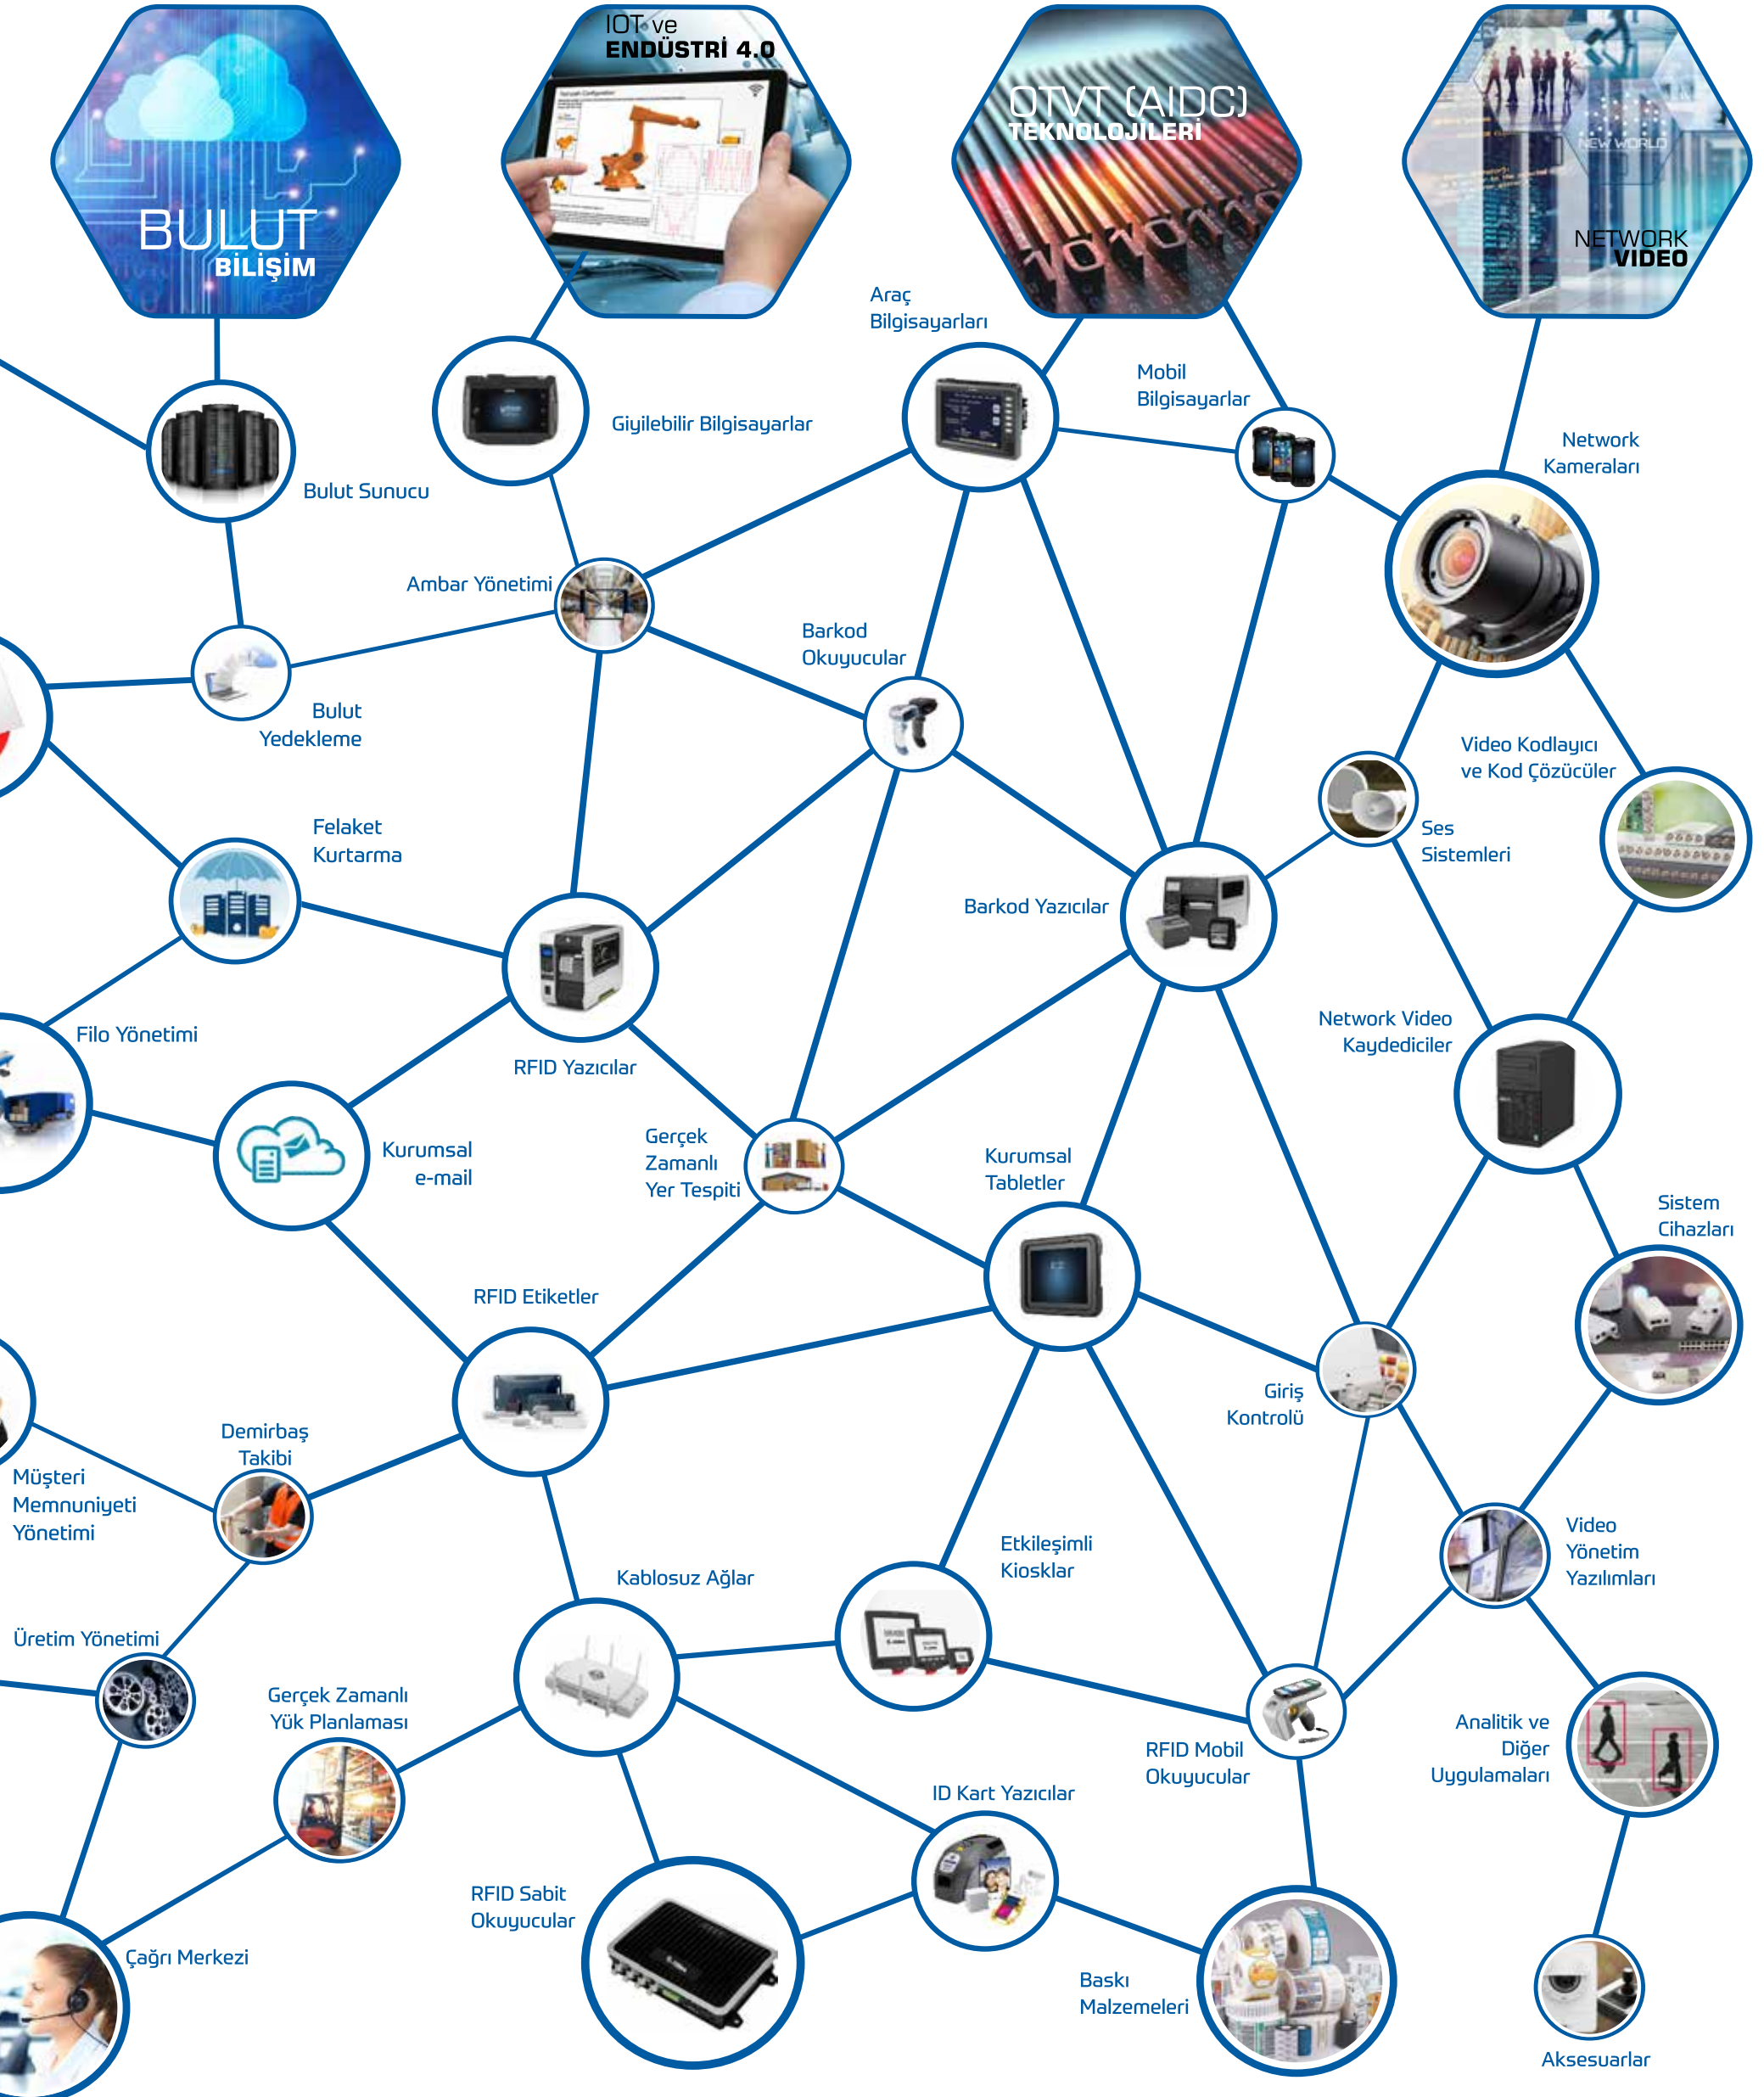 BULUT
BİLİŞİM
IOT ve
ENDÜSTRİ 4.0
OTVT (AIDC)
TEKNOLOJİLERİ
NEW WORLD
NETWORK
VIDEO
Araç
Bilgisayarları
Mobil
Bilgisayarlar
Giyilebilir Bilgisayarlar
Network
Kameraları
Bulut Sunucu
Ambar Yönetimi
Barkod
Okuyucular
Bulut
Yedekleme
Video Kodlayıcı
ve Kod Çözücüler
Felaket
Kurtarma
Ses
Sistemleri
Barkod Yazıcılar
Filo Yönetimi
Network Video
Kaydediciler
RFID Yazıcılar
Kurumsal
e-mail
Gerçek
Zamanlı
Yer Tespiti
Kurumsal
Tabletler
Sistem
Cihazları
RFID Etiketler
Giriş
Kontrolü
Demirbaş
Takibi
Müşteri
Memnuniyeti
Yönetimi
Etkileşimli
Kiosklar
Video
Yönetim
Yazılımları
Kablosuz Ağlar
Üretim Yönetimi
Gerçek Zamanlı
Yük Planlaması
RFID Mobil
Okuyucular
Analitik ve
Diğer
Uygulamaları
ID Kart Yazıcılar
RFID Sabit
Okuyucular
Çağrı Merkezi
Baskı
Malzemeleri
Aksesuarlar